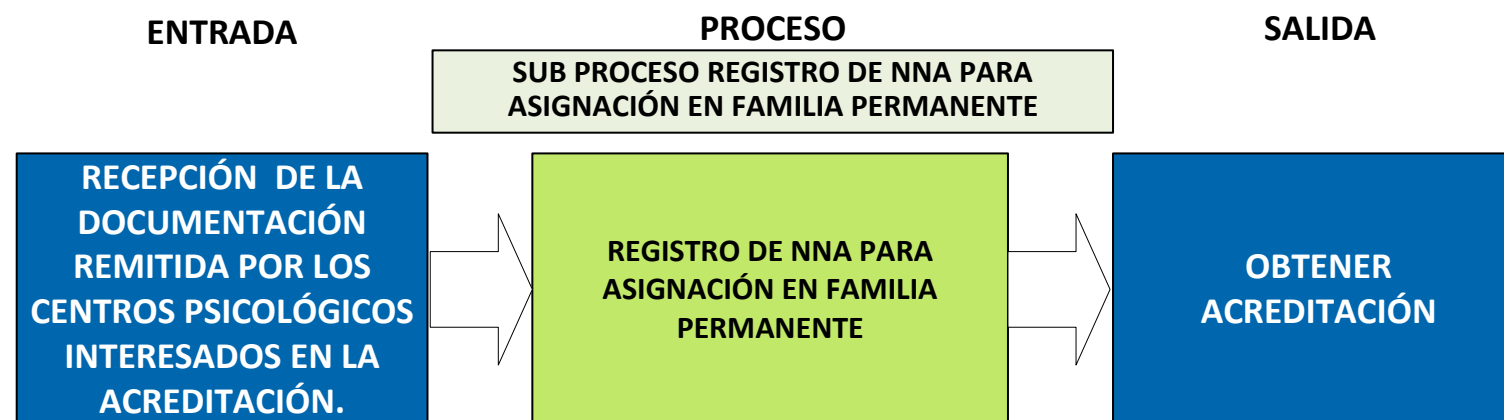 ENTRADA
PROCESO
SALIDA
SUB PROCESO REGISTRO DE NNA PARA
ASIGNACIÓN EN FAMILIA PERMANENTE
RECEPCIÓN DE LA
DOCUMENTACIÓN
REMITIDA POR LOS
CENTROS PSICOLÓGICOS
INTERESADOS EN LA
ACREDITACIÓN.
REGISTRO DE NNA PARA
ASIGNACIÓN EN FAMILIA
PERMANENTE
OBTENER
ACREDITACIÓN